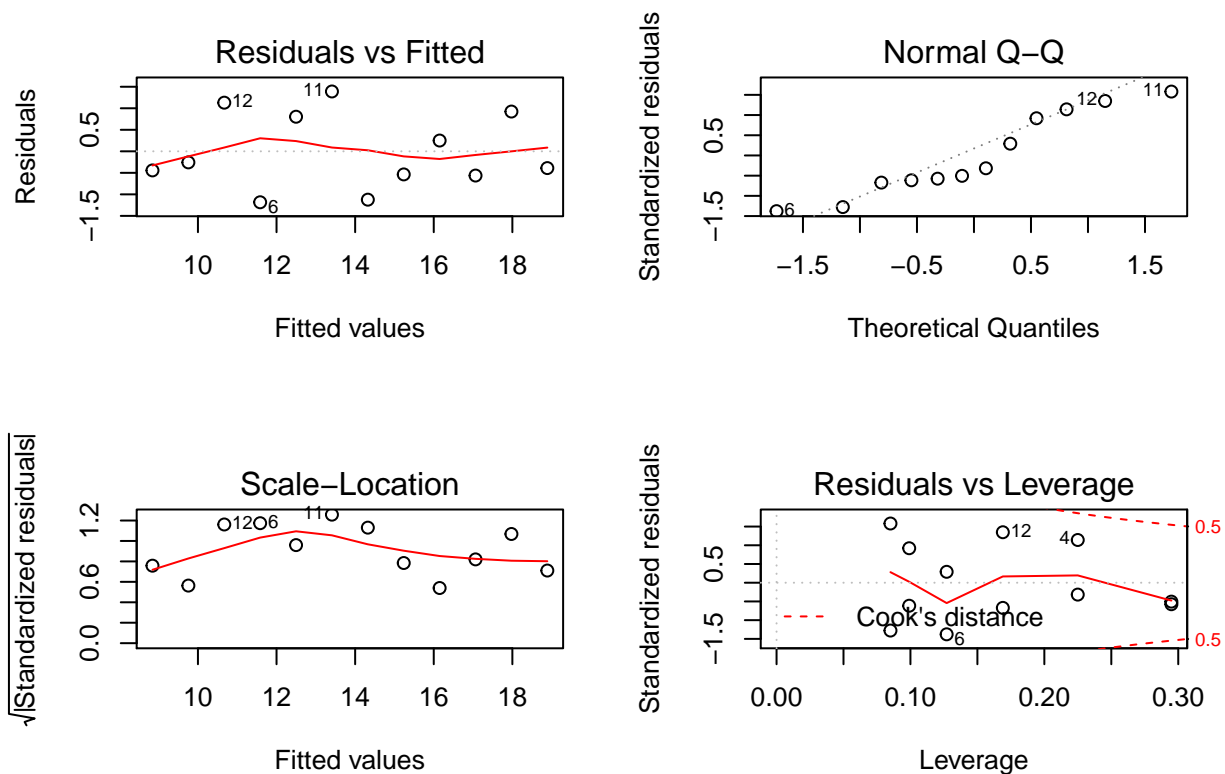 Residuals vs Fitted
Residuals
−1.5 0.5
12
11
6
10 12 14 16 18
Fitted values
Normal Q−Q
Standardized residuals
−1.5 0.5
6
12
11
−1.5 −0.5 0.5 1.5
Theoretical Quantiles
Scale−Location
√|Standardized residuals|
0.0 0.6 1.2
12
6
11
10 12 14 16 18
Fitted values
Residuals vs Leverage
Standardized residuals
−1.5 0.5
12
4
6
Cook's distance
0.5
0.5
0.00 0.10 0.20 0.30
Leverage